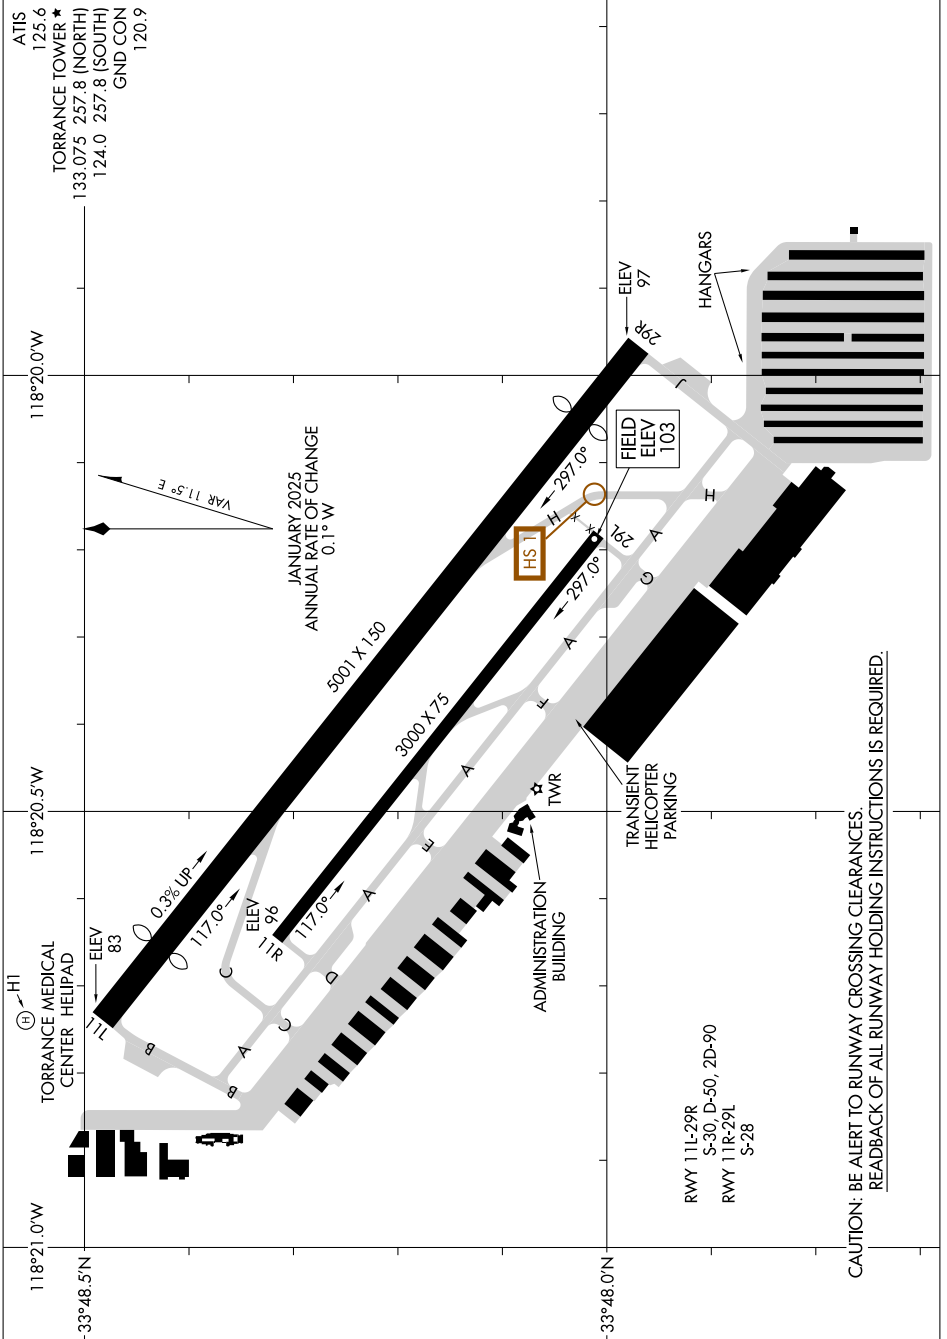 ATIS
125.6
TORRANCE TOWER ★
133.075 257.8 (NORTH)
124.0 257.8 (SOUTH)
GND CON
120.9
118°21.0'W
118°20.5'W
118°20.0'W
33°48.5'N
33°48.0'N
H
H1
TORRANCE MEDICAL
CENTER HELIPAD
VAR 11.5° E
JANUARY 2025
ANNUAL RATE OF CHANGE
0.1° W
ELEV
83
11L
0.3% UP
117.0°
5001 X 150
297.0°
29R
ELEV
97
ELEV
96
11R
117.0°
3000 X 75
297.0°
29L
HS 1
FIELD
ELEV
103
B
B
A
C
C
D
A
E
A
F
A
G
A
H
H
J
X
X
HANGARS
TWR
ADMINISTRATION
BUILDING
TRANSIENT
HELICOPTER
PARKING
RWY 11L-29R
S-30, D-50, 2D-90
RWY 11R-29L
S-28
CAUTION: BE ALERT TO RUNWAY CROSSING CLEARANCES.
READBACK OF ALL RUNWAY HOLDING INSTRUCTIONS IS REQUIRED.